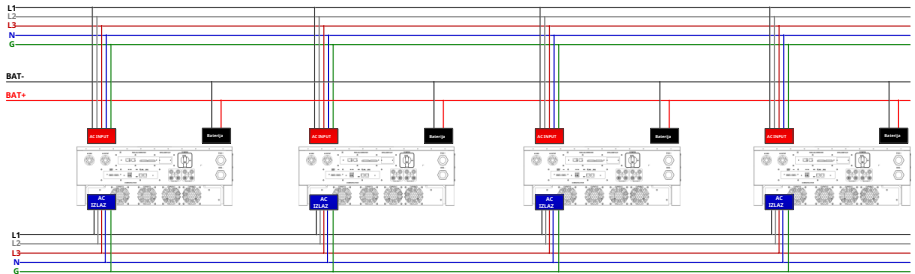 L1
L2
L3
N
G
BAT-
BAT+
AC INPUT
Baterija
AC INPUT
Baterija
AC INPUT
Baterija
AC INPUT
Baterija
AC
IZLAZ
AC
IZLAZ
AC
IZLAZ
AC
IZLAZ
L1
L2
L3
N
G